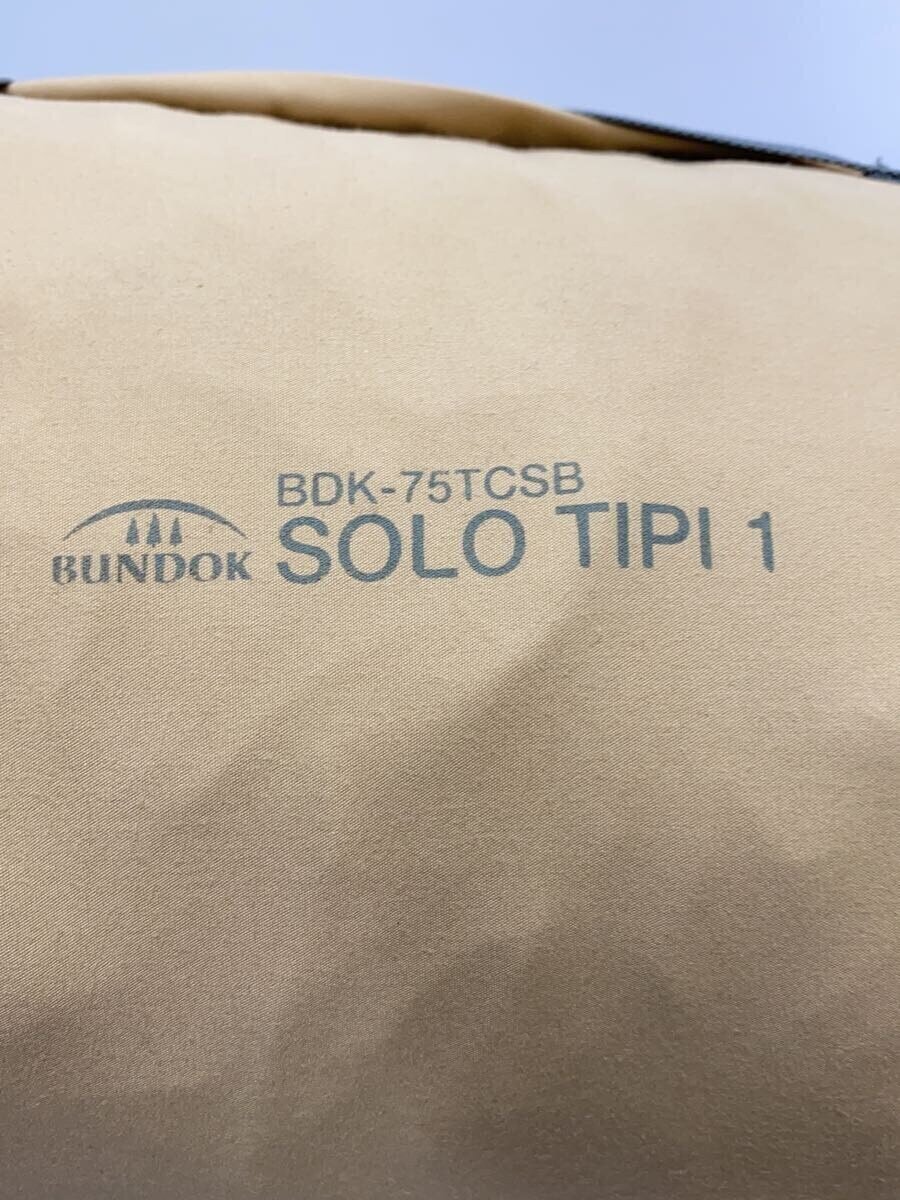 BDK-75TCSB
BUNDOK
SOLO TIPI 1